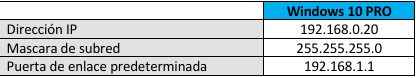 Windows 10 PRO
Dirección IP 192.168.0.20
Mascara de subred 255.255.255.0
Puerta de enlace predeterminada 192.168.1.1